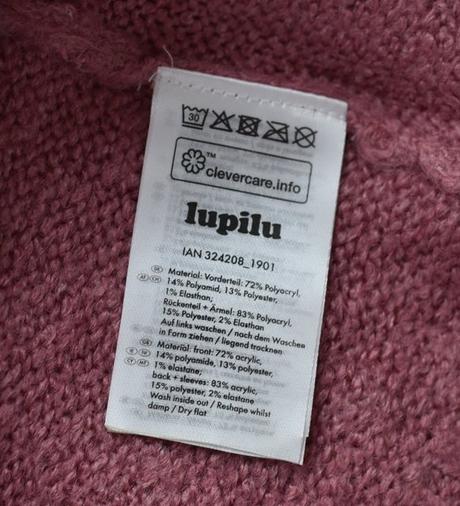 30
TM
clevercare.info
lupilu
IAN 324208_1901
Material: Vorderteil: 72% Polyacryl,
14% Polyamid, 13% Polyester,
1% Elasthan;
Rückenteil + Ärmel: 83% Polyacryl,
15% Polyester, 2% Elasthan
Auf links waschen / nach dem Waschen
in Form ziehen / liegend trocknen
Material: front: 72% acrylic,
14% polyamide, 13% polyester,
1% elastane;
back + sleeves: 83% acrylic,
15% polyester, 2% elastane
Wash inside out / Reshape whilst
damp / Dry flat